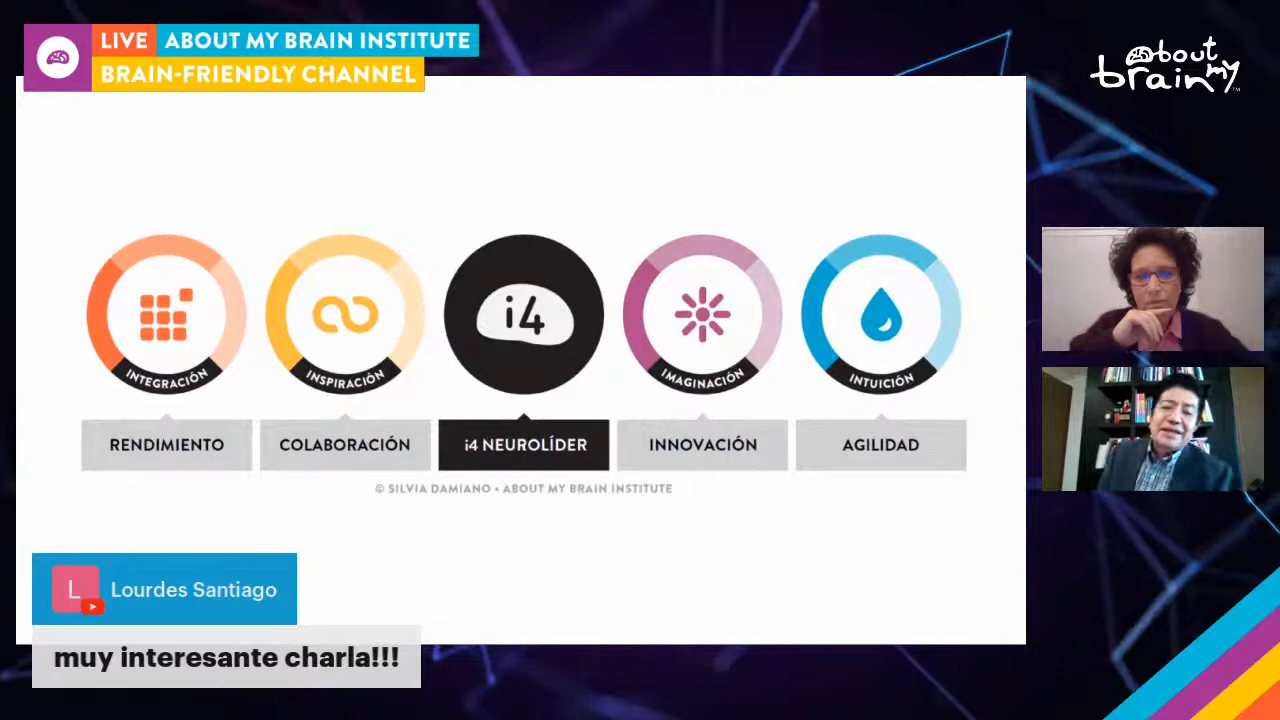 LIVE ABOUT MY BRAIN INSTITUTE
BRAIN-FRIENDLY CHANNEL
about
my
brain
™
INTEGRACIÓN
INSPIRACIÓN
i4
IMAGINACIÓN
INTUICIÓN
RENDIMIENTO
COLABORACIÓN
i4 NEUROLÍDER
INNOVACIÓN
AGILIDAD
© SILVIA DAMIANO • ABOUT MY BRAIN INSTITUTE
L
Lourdes Santiago
muy interesante charla!!!